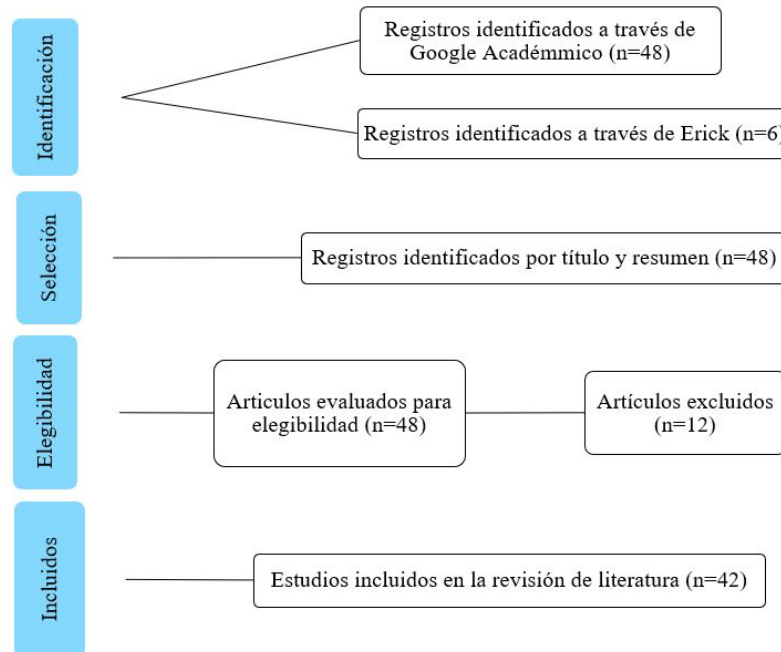 Identificación
Registros identificados a través de
Google Académmico (n=48)
Registros identificados a través de Erick (n=6)
Selección
Registros identificados por título y resumen (n=48)
Elegibilidad
Articulos evaluados para
elegibilidad (n=48)
Artículos excluidos
(n=12)
Incluidos
Estudios incluidos en la revisión de literatura (n=42)